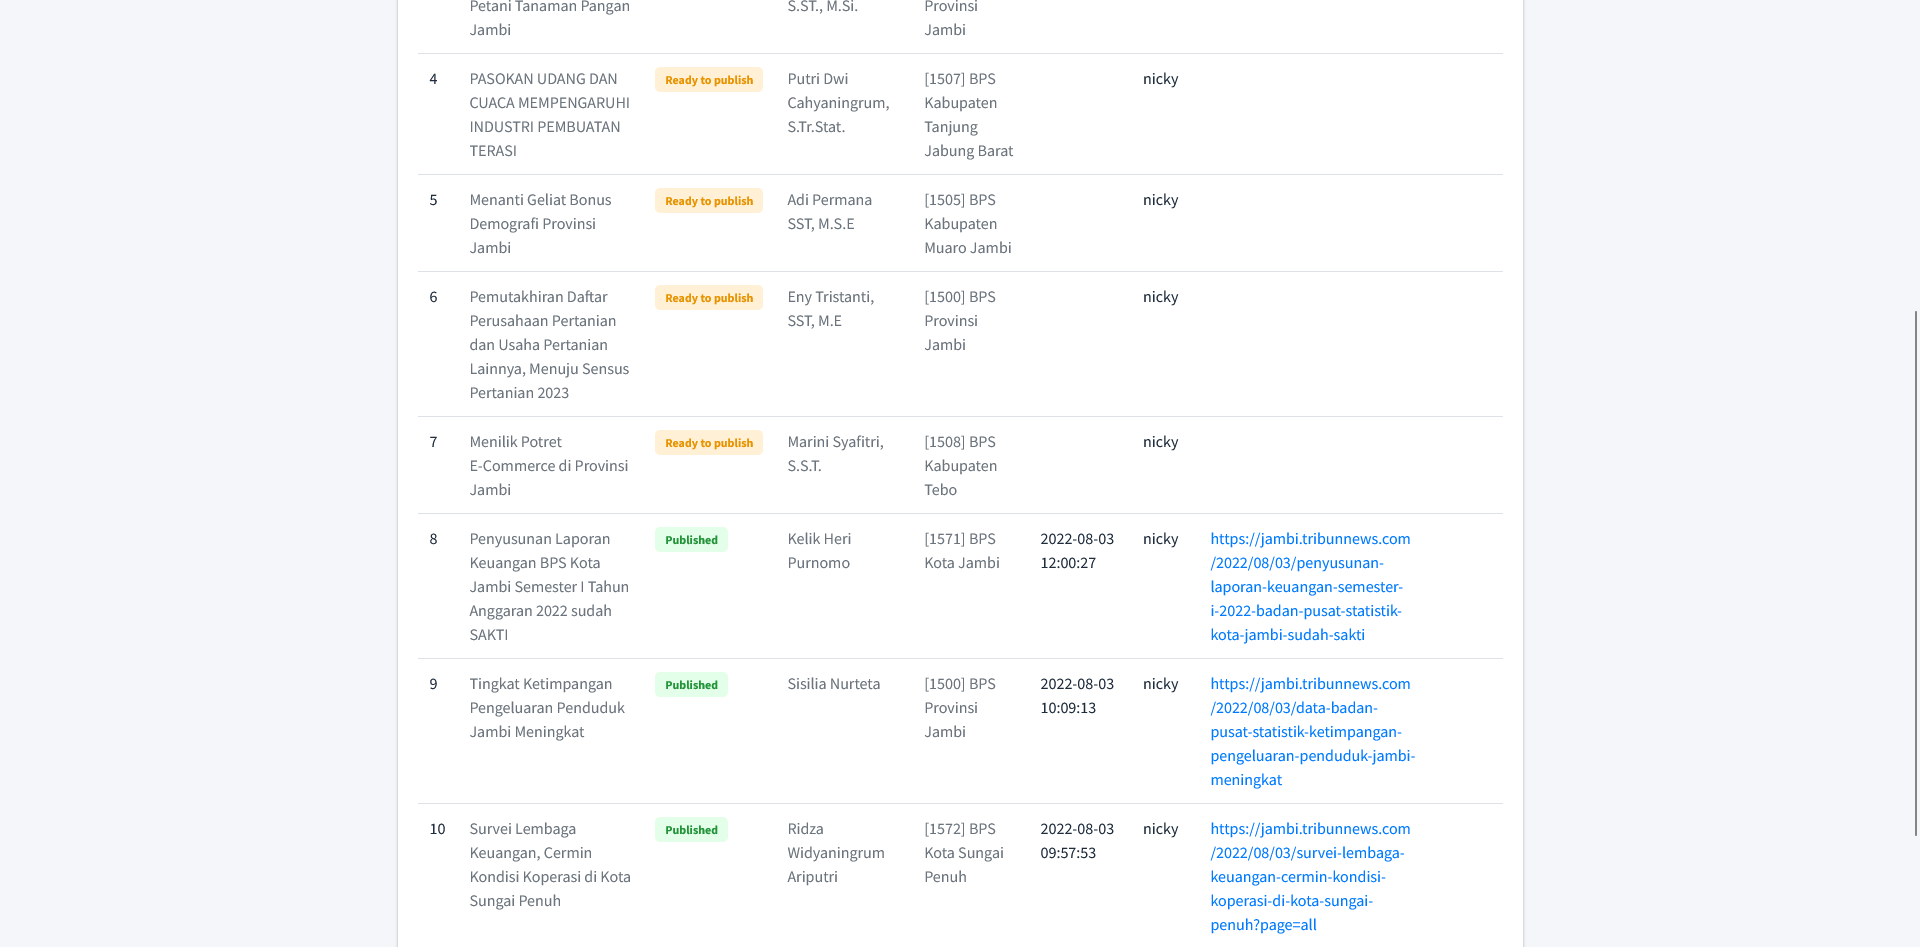 Petani Tanaman Pangan
Jambi
S.ST., M.Si.
Provinsi
Jambi
4
PASOKAN UDANG DAN
CUACA MEMPENGARUHI
INDUSTRI PEMBUATAN
TERASI
Ready to publish
Putri Dwi
Cahyaningrum,
S.Tr.Stat.
[1507] BPS
Kabupaten
Tanjung
Jabung Barat
nicky
5
Menanti Geliat Bonus
Demografi Provinsi
Jambi
Ready to publish
Adi Permana
SST, M.S.E
[1505] BPS
Kabupaten
Muaro Jambi
nicky
6
Pemutakhiran Daftar
Perusahaan Pertanian
dan Usaha Pertanian
Lainnya, Menuju Sensus
Pertanian 2023
Ready to publish
Eny Tristanti,
SST, M.E
[1500] BPS
Provinsi
Jambi
nicky
7
Menilik Potret
E-Commerce di Provinsi
Jambi
Ready to publish
Marini Syafitri,
S.S.T.
[1508] BPS
Kabupaten
Tebo
nicky
8
Penyusunan Laporan
Keuangan BPS Kota
Jambi Semester I Tahun
Anggaran 2022 sudah
SAKTI
Published
Kelik Heri
Purnomo
[1571] BPS
Kota Jambi
2022-08-03
12:00:27
nicky
https://jambi.tribunnews.com
/2022/08/03/penyusunan-
laporan-keuangan-semester-
i-2022-badan-pusat-statistik-
kota-jambi-sudah-sakti
9
Tingkat Ketimpangan
Pengeluaran Penduduk
Jambi Meningkat
Published
Sisilia Nurteta
[1500] BPS
Provinsi
Jambi
2022-08-03
10:09:13
nicky
https://jambi.tribunnews.com
/2022/08/03/data-badan-
pusat-statistik-ketimpangan-
pengeluaran-penduduk-jambi-
meningkat
10
Survei Lembaga
Keuangan, Cermin
Kondisi Koperasi di Kota
Sungai Penuh
Published
Ridza
Widyaningrum
Ariputri
[1572] BPS
Kota Sungai
Penuh
2022-08-03
09:57:53
nicky
https://jambi.tribunnews.com
/2022/08/03/survei-lembaga-
keuangan-cermin-kondisi-
koperasi-di-kota-sungai-
penuh?page=all